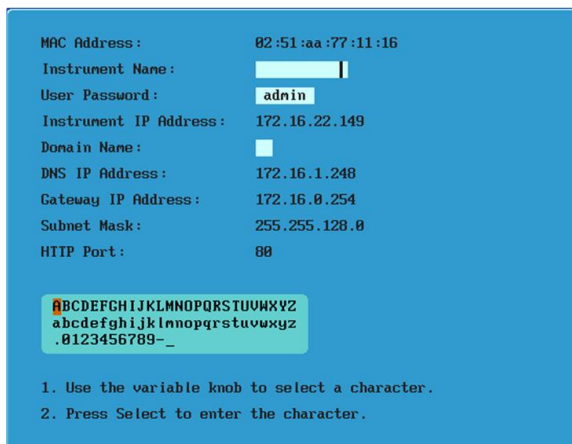 MAC Address: 02:51:aa:77:11:16
Instrument Name:
User Password: admin
Instrument IP Address: 172.16.22.149
Domain Name:
DNS IP Address: 172.16.1.248
Gateway IP Address: 172.16.0.254
Subnet Mask: 255.255.128.0
HTTP Port: 80
ABCDEFGHIJKLMNOPQRSTUVWXYZ
abcdefghijklmnopqrstuvwxyz
.0123456789-_
1. Use the variable knob to select a character.
2. Press Select to enter the character.